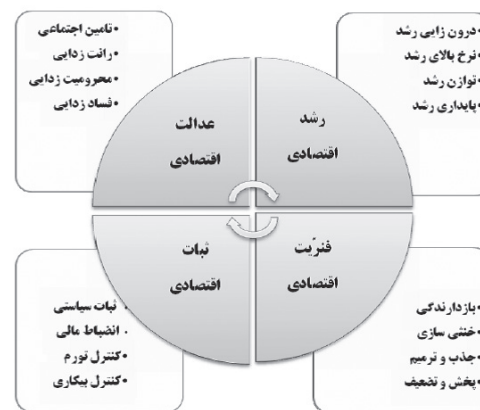 •درون زایی رشد
•نرخ بالای رشد
•توازن رشد
•پایداری رشد
•تامین اجتماعی
•رانت زدایی
•محرومیت زدایی
•فساد زدایی
رشد
اقتصادی
عدالت
اقتصادی
فنریّت
اقتصادی
ثبات
اقتصادی
•بازدارندگی
•خنثی سازی
•جذب و ترمیم
•پخش و تضعیف
• ثبات سیاستی
• انضباط مالی
•کنترل تورم
•کنترل بیکاری